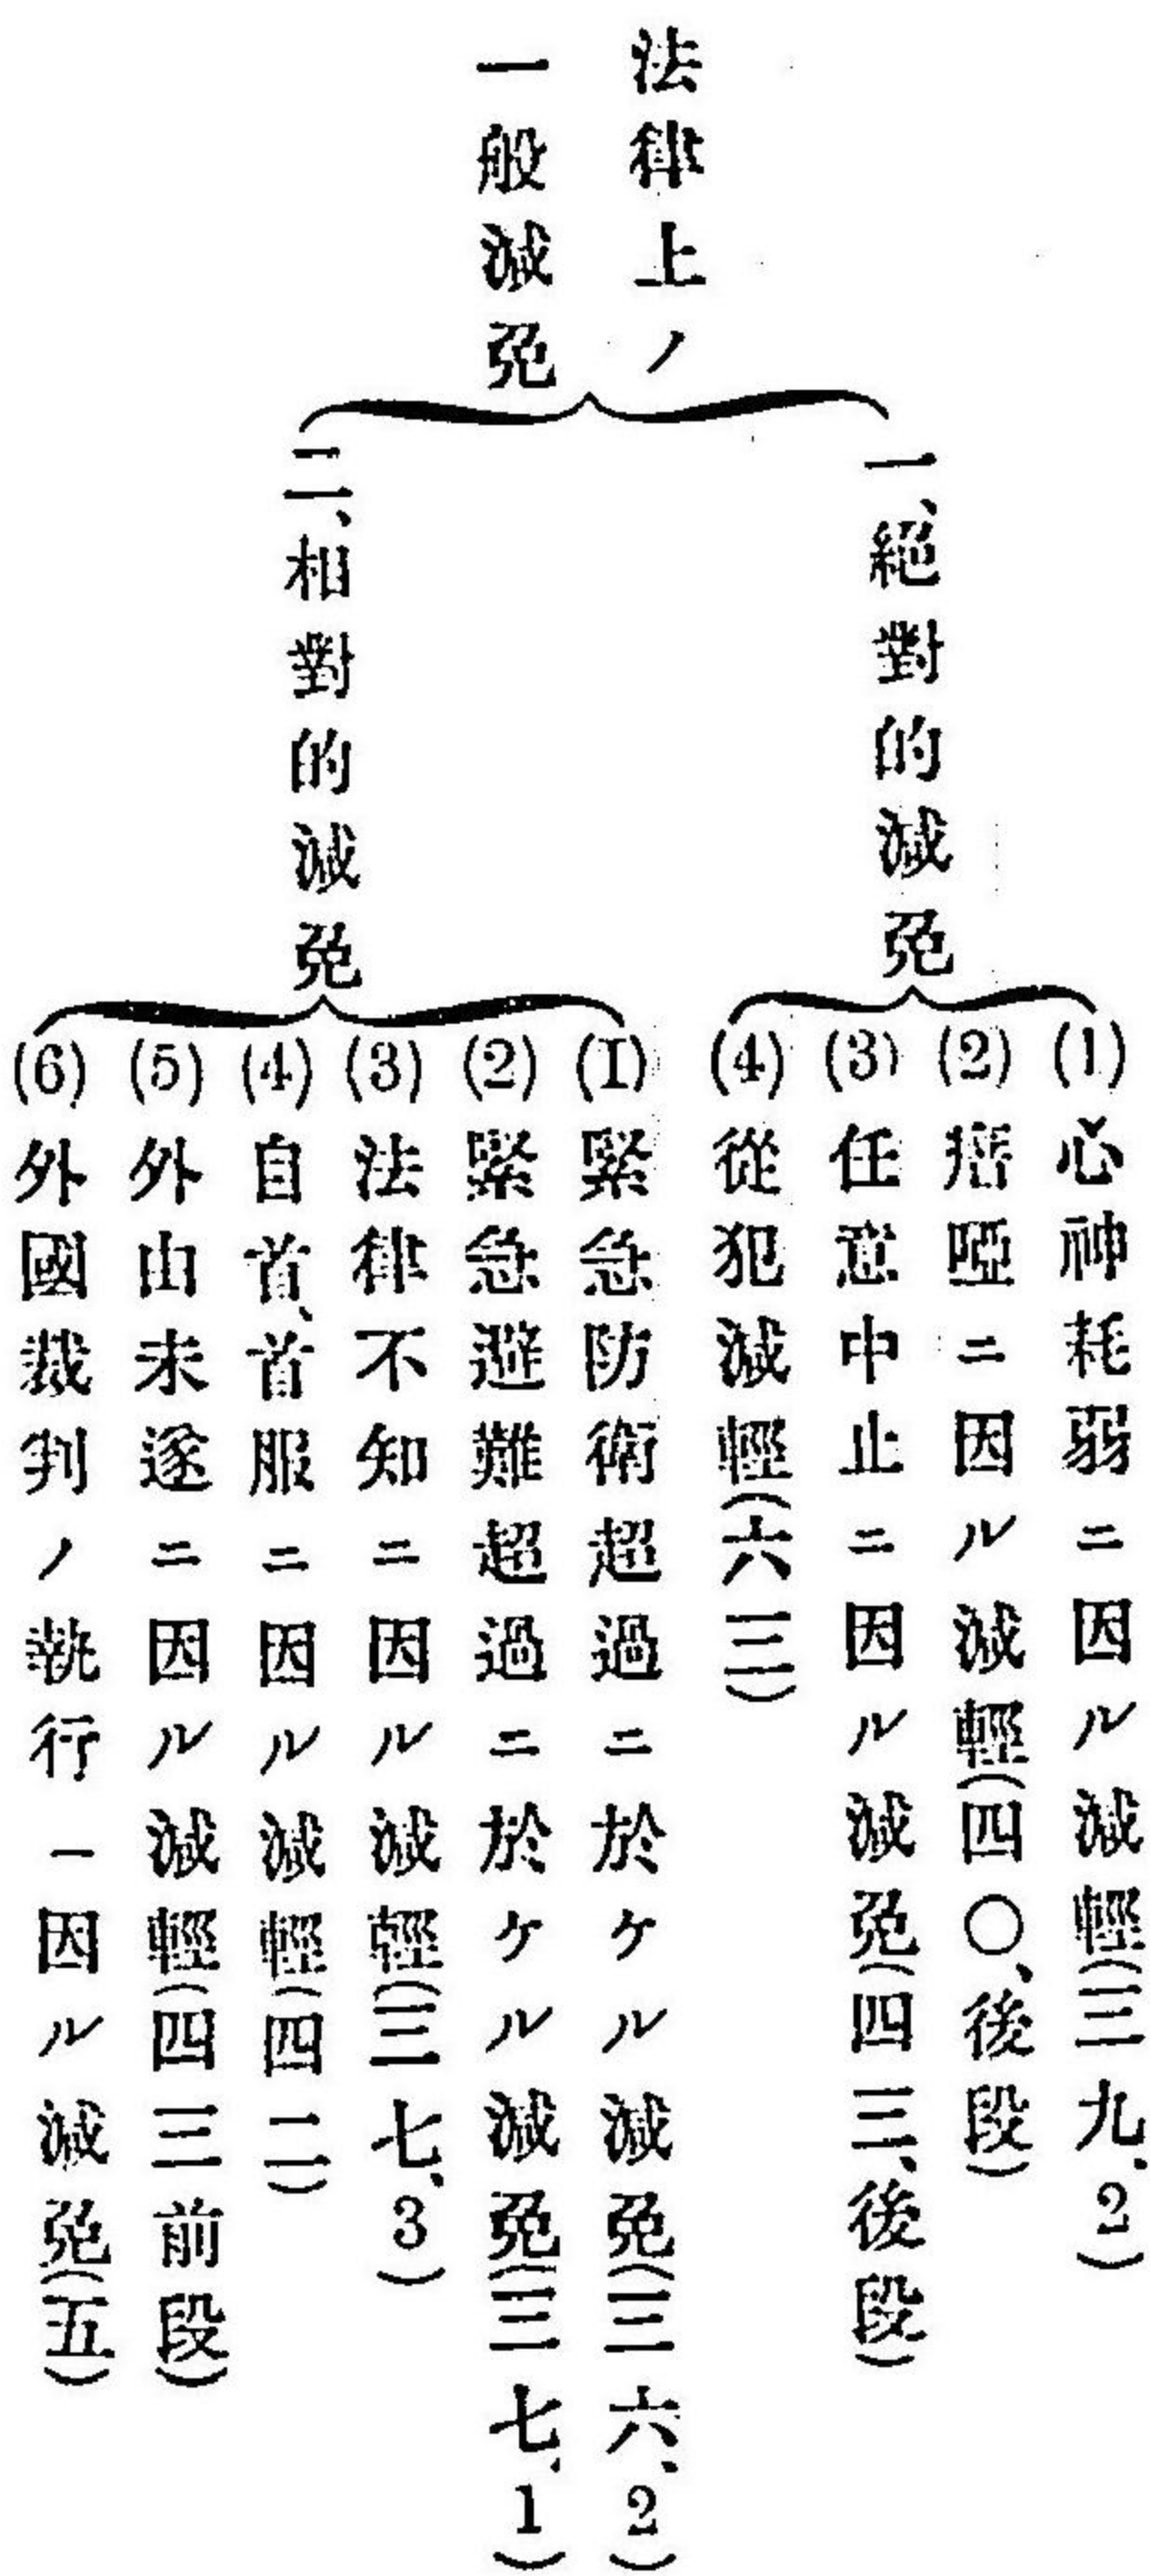 法律上ノ
一般減免
一、絕對的減免
(1)心神耗弱ニ因ル減輕(三九、2)
(2)瘖啞ニ因ル減輕(四〇、後段)
(3)任意中止ニ因ル減免(四三、後段)
(4)從犯減輕(六三)
二、相對的減免
(1)緊急防衞超過ニ於ケル減免(三六、2)
(2)緊急避難超過ニ於ケル減免(三七、1)
(3)法律不知ニ因ル減輕(三七、3)
(4)自首、首服ニ因ル減輕(四二)
(5)外由未遂ニ因ル減輕(四三前段)
(6)外國裁判ノ執行ニ因ル減免(五)